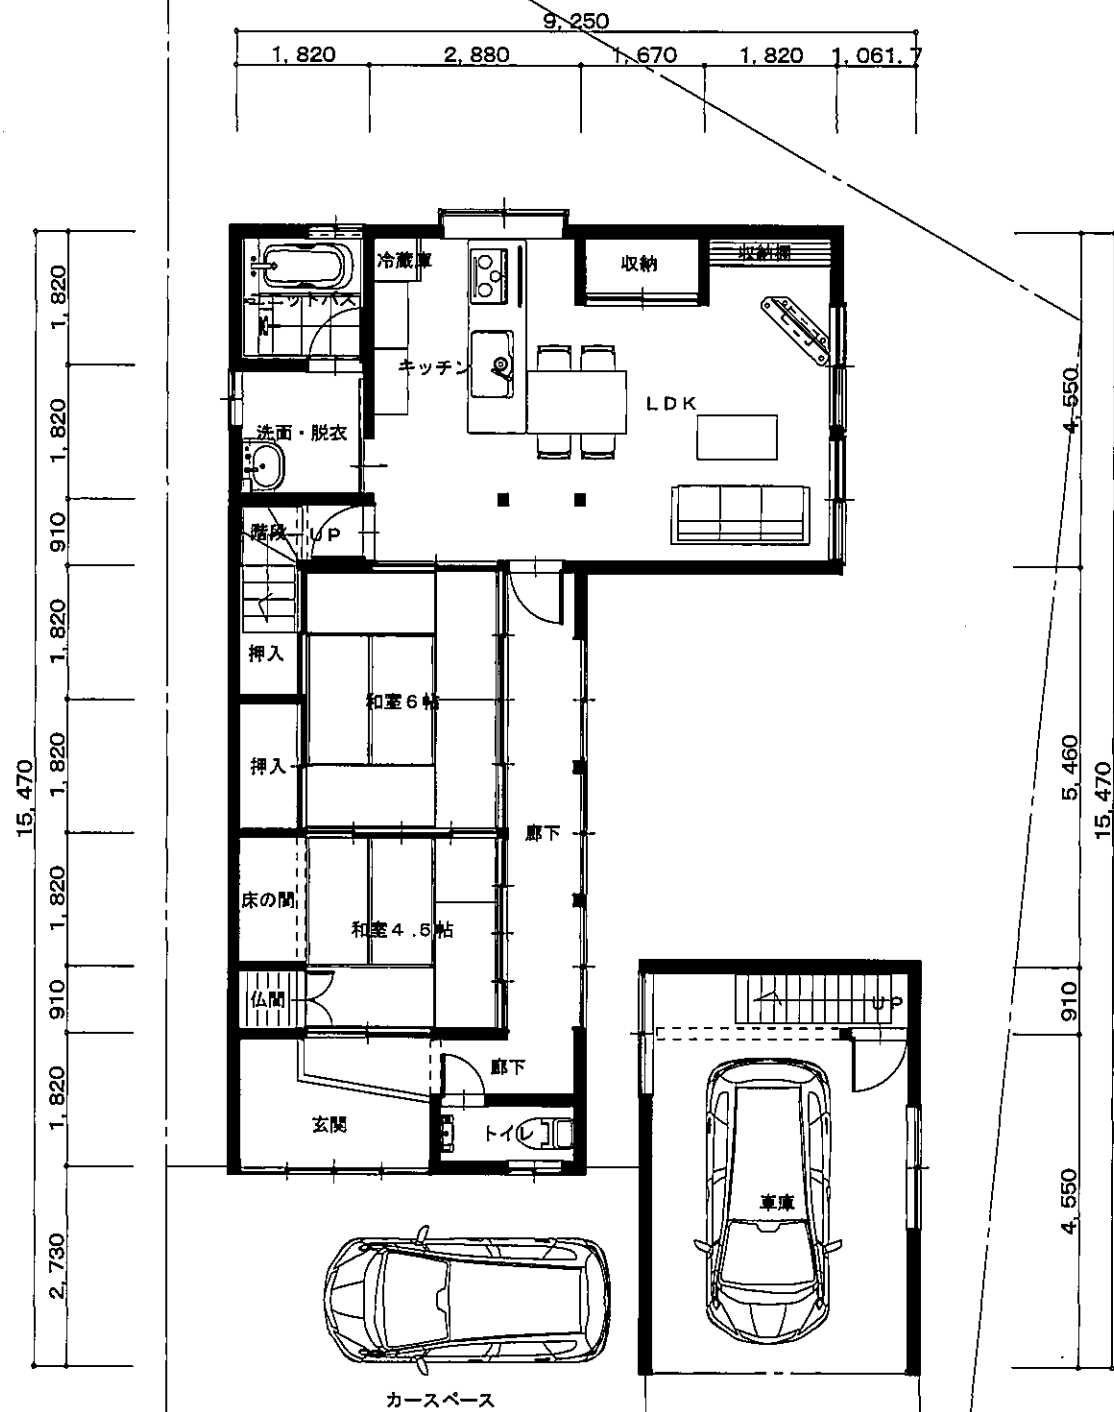 9,250
1,820
2,880
1,670
1,820
1,061.7
冷蔵庫
収納
収納棚
ユニットバス
キッチン
LDK
洗面・脱衣
階段
UP
押入
和室6帖
押入
廊下
床の間
和室4.5帖
仏間
UP
廊下
玄関
トイレ
車庫
カースペース
15,470
1,820
1,820
910
1,820
1,820
1,820
910
1,820
2,730
4,550
5,460
910
4,550
15,470